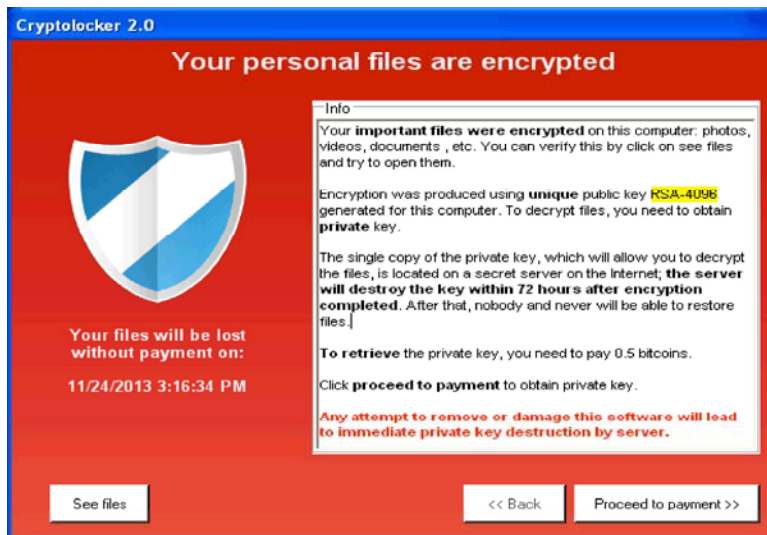 Cryptolocker 2.0
Your personal files are encrypted
Info
Your important files were encrypted on this computer: photos,
videos, documents , etc. You can verify this by click on see files
and try to open them.
Encryption was produced using unique public key RSA-4096
generated for this computer. To decrypt files, you need to obtain
private key.
The single copy of the private key, which will allow you to decrypt
the files, is located on a secret server on the Internet; the server
will destroy the key within 72 hours after encryption
completed. After that, nobody and never will be able to restore
files.
To retrieve the private key, you need to pay 0.5 bitcoins.
Click proceed to payment to obtain private key.
Any attempt to remove or damage this software will lead
to immediate private key destruction by server.
Your files will be lost
without payment on:
11/24/2013 3:16:34 PM
See files
<< Back
Proceed to payment >>